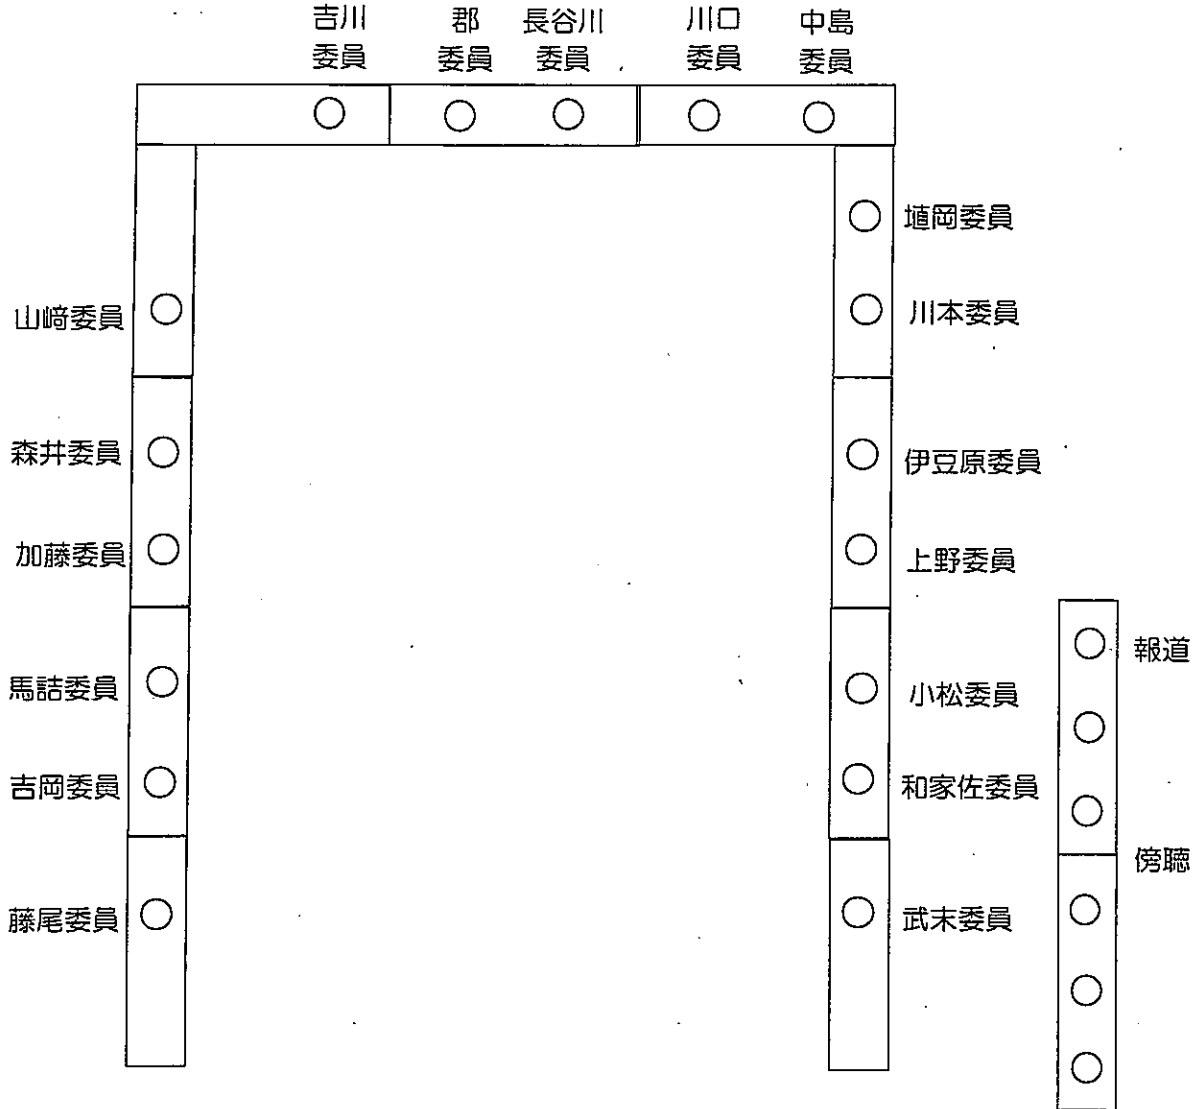 吉川
委員
郡
委員
長谷川
委員
川口
委員
中島
委員
埴岡委員
山﨑委員
川本委員
森井委員
伊豆原委員
加藤委員
上野委員
報道
馬詰委員
小松委員
吉岡委員
和家佐委員
傍聴
藤尾委員
武末委員